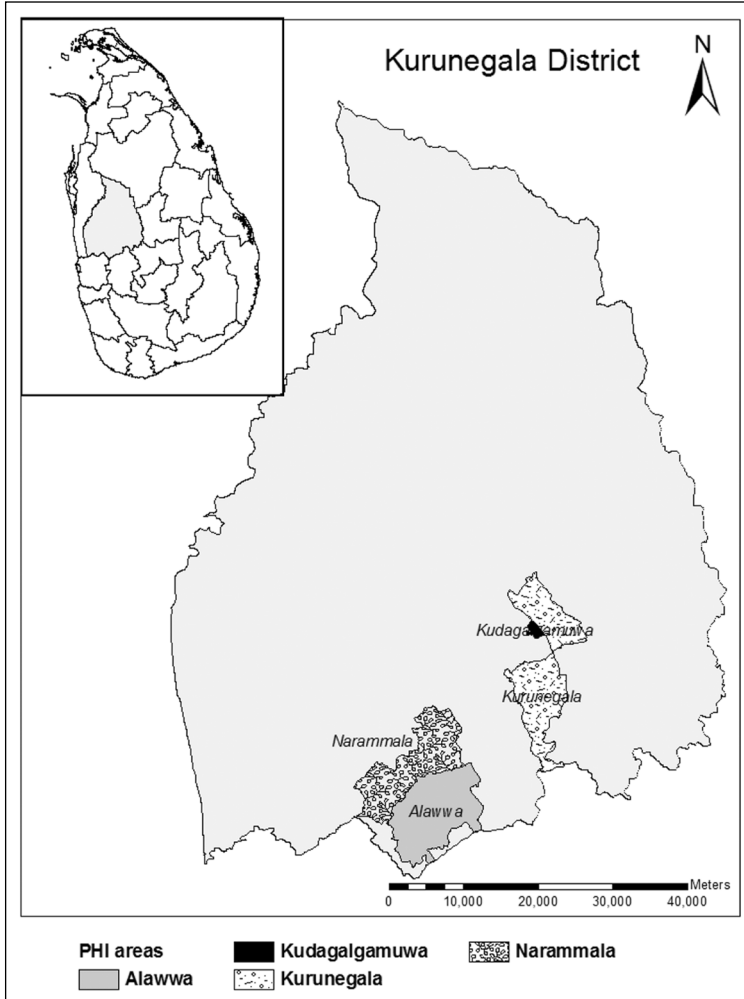 Kurunegala District
N
Kudagalgamuwa
Kurunegala
Narammala
Alawwa
Meters
0 10,000 20,000 30,000 40,000
PHI areas Kudagalgamuwa Narammala
Alawwa Kurunegala